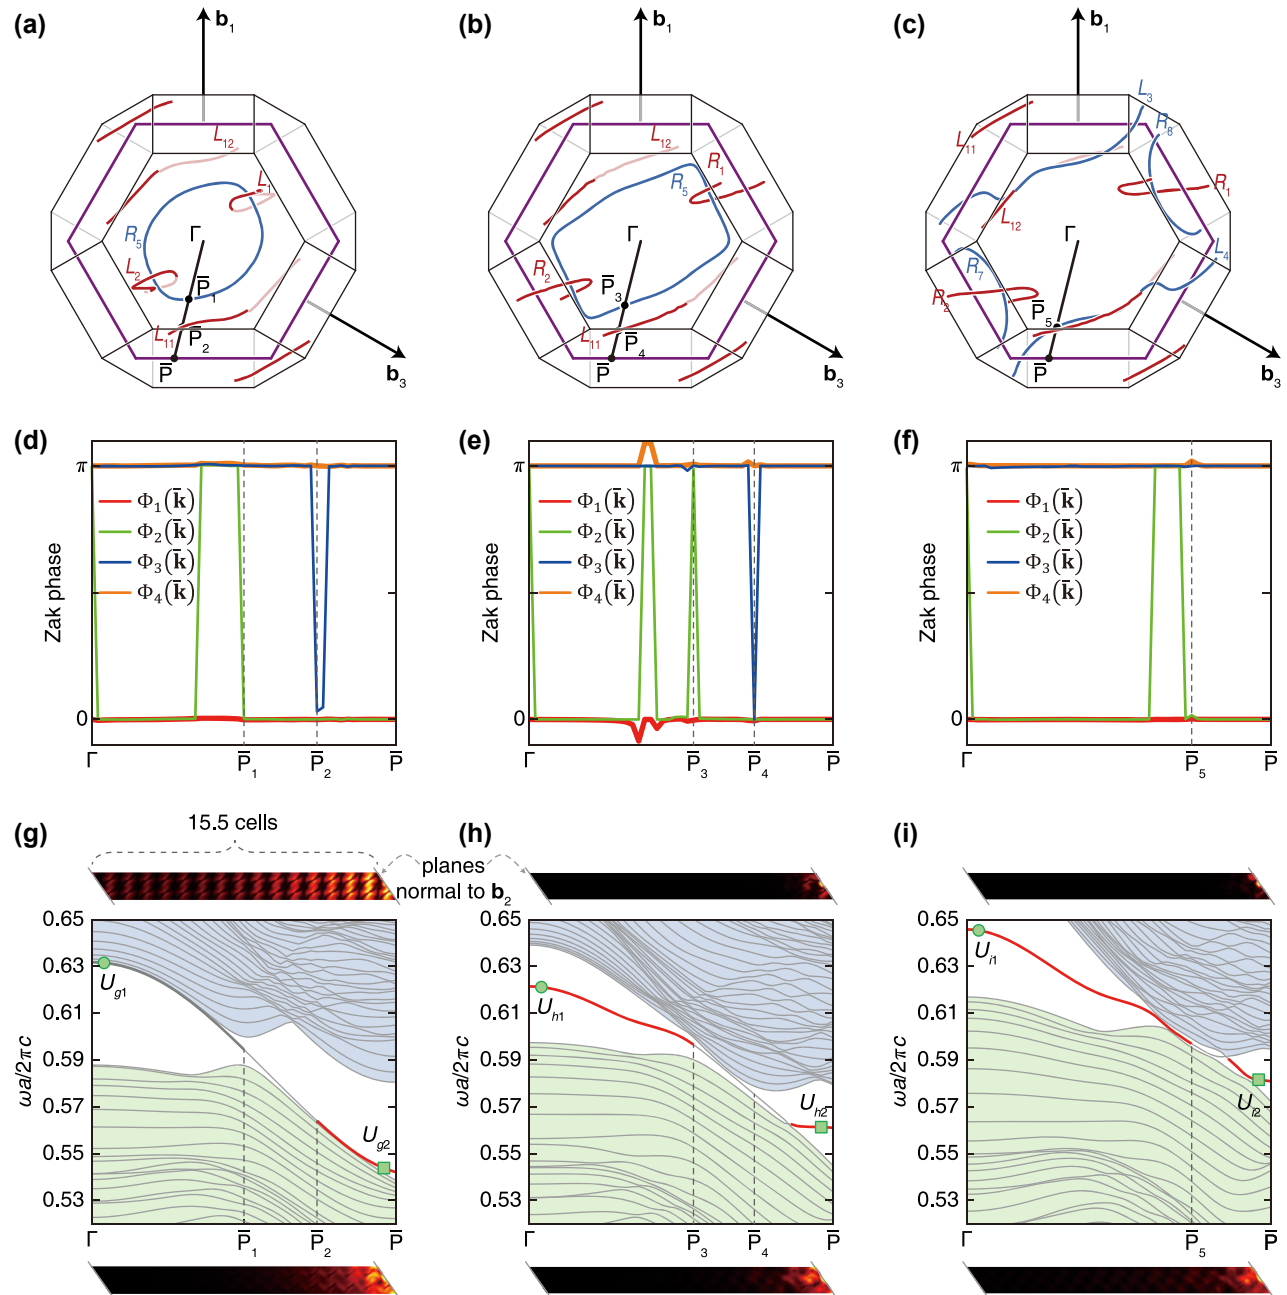 (a)
b1
L12
L1
R5
Γ
L2
P̄1
P̄2
L11
P̄
b3
(b)
b1
L12
R1
R5
Γ
R2
P̄3
L11
P̄4
P̄
b3
(c)
b1
L3
R8
L11
R1
L12
Γ
L4
R7
R2
P̄5
P̄
b3
(d)
π
Φ1(k̄)
Φ2(k̄)
Φ3(k̄)
Φ4(k̄)
Zak phase
0
Γ P̄1 P̄2 P̄
(e)
π
Φ1(k̄)
Φ2(k̄)
Φ3(k̄)
Φ4(k̄)
Zak phase
0
Γ P̄3 P̄4 P̄
(f)
π
Φ1(k̄)
Φ2(k̄)
Φ3(k̄)
Φ4(k̄)
Zak phase
0
Γ P̄5 P̄
(g)
15.5 cells
planes
normal to b2
0.65
0.63
0.61
0.59
0.57
0.55
0.53
ωa/2πc
Ug1
Ug2
Γ P̄1 P̄2 P̄
(h)
0.65
0.63
0.61
0.59
0.57
0.55
0.53
ωa/2πc
Uh1
Uh2
Γ P̄3 P̄4 P̄
(i)
0.65
0.63
0.61
0.59
0.57
0.55
0.53
ωa/2πc
Ui1
Ui2
Γ P̄5 P̄